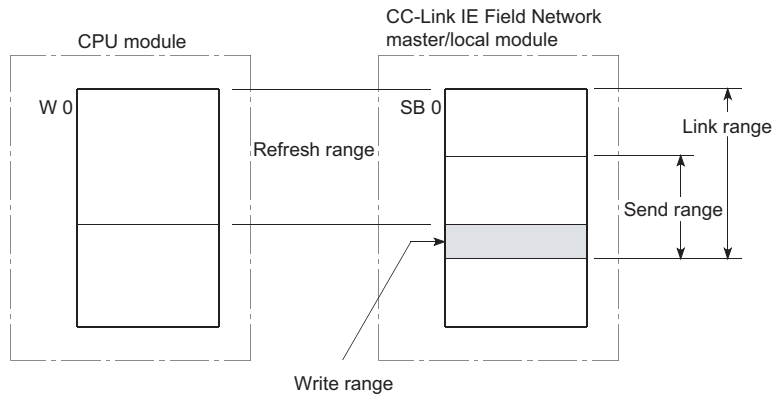 CC-Link IE Field Network
master/local module
CPU module
W 0
SB 0
Link range
Refresh range
Send range
Write range